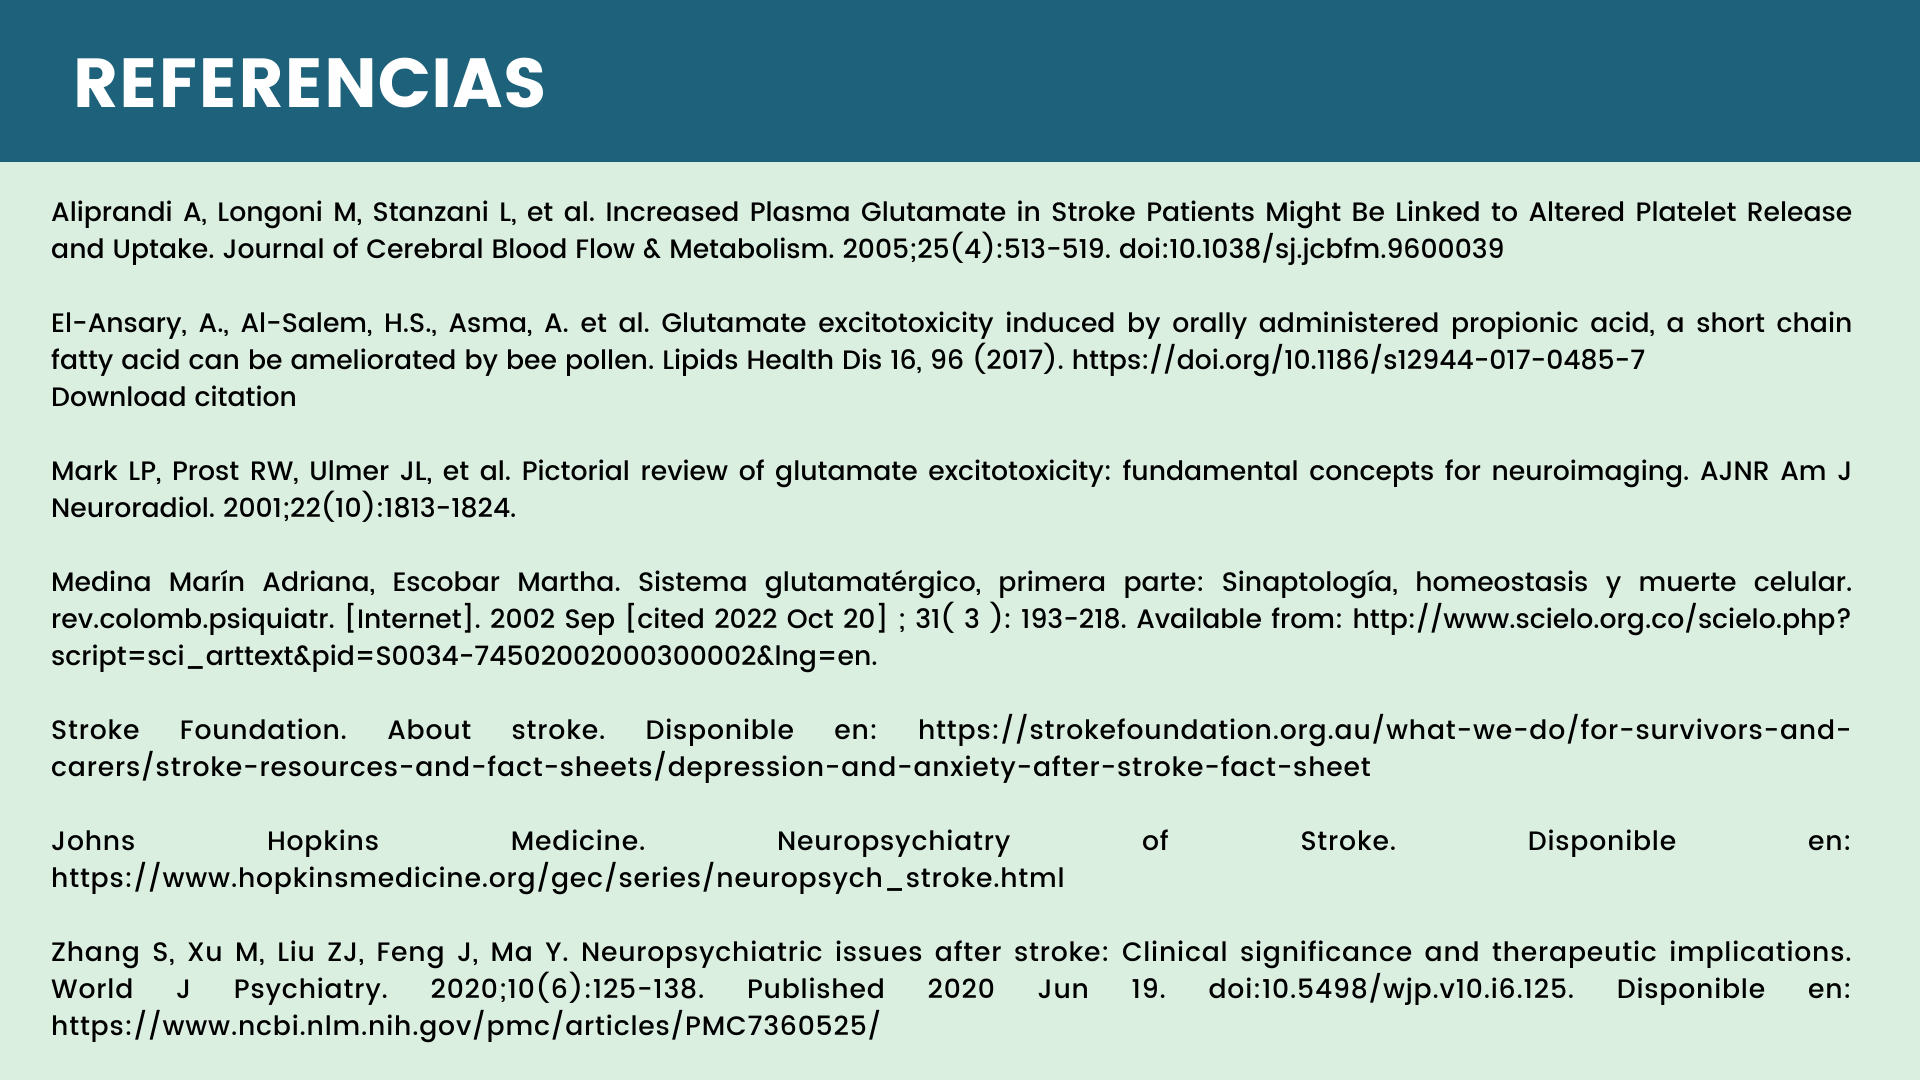 REFERENCIAS
Aliprandi A, Longoni M, Stanzani L, et al. Increased Plasma Glutamate in Stroke Patients Might Be Linked to Altered Platelet Release
and Uptake. Journal of Cerebral Blood Flow & Metabolism. 2005;25(4):513-519. doi:10.1038/sj.jcbfm.9600039
El-Ansary, A., Al-Salem, H.S., Asma, A. et al. Glutamate excitotoxicity induced by orally administered propionic acid, a short chain
fatty acid can be ameliorated by bee pollen. Lipids Health Dis 16, 96 (2017). https://doi.org/10.1186/s12944-017-0485-7
Download citation
Mark LP, Prost RW, Ulmer JL, et al. Pictorial review of glutamate excitotoxicity: fundamental concepts for neuroimaging. AJNR Am J
Neuroradiol. 2001;22(10):1813-1824.
Medina Marín Adriana, Escobar Martha. Sistema glutamatérgico, primera parte: Sinaptología, homeostasis y muerte celular.
rev.colomb.psiquiatr. [Internet]. 2002 Sep [cited 2022 Oct 20] ; 31( 3 ): 193-218. Available from: http://www.scielo.org.co/scielo.php?
script=sci_arttext&pid=S0034-74502002000300002&lng=en.
Stroke Foundation. About stroke. Disponible en: https://strokefoundation.org.au/what-we-do/for-survivors-and-
carers/stroke-resources-and-fact-sheets/depression-and-anxiety-after-stroke-fact-sheet
Johns Hopkins Medicine. Neuropsychiatry of Stroke. Disponible en:
https://www.hopkinsmedicine.org/gec/series/neuropsych_stroke.html
Zhang S, Xu M, Liu ZJ, Feng J, Ma Y. Neuropsychiatric issues after stroke: Clinical significance and therapeutic implications.
World J Psychiatry. 2020;10(6):125-138. Published 2020 Jun 19. doi:10.5498/wjp.v10.i6.125. Disponible en:
https://www.ncbi.nlm.nih.gov/pmc/articles/PMC7360525/